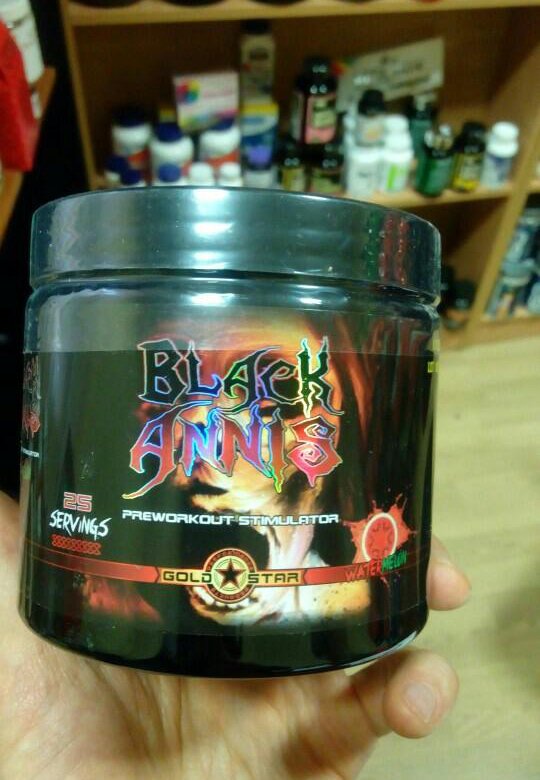 BLACK
ANNIS
25
SERVINGS
PREWORKOUT STIMULATOR
GOLD STAR
WATERMELON